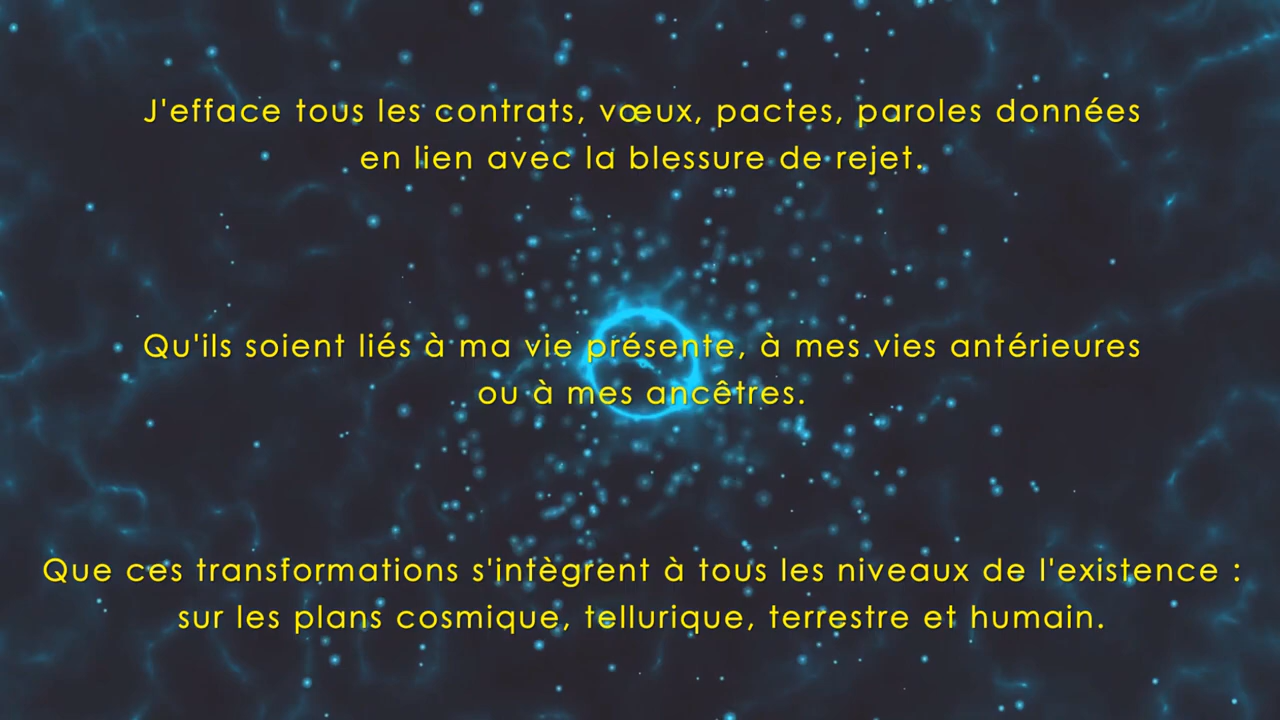 J'efface tous les contrats, vœux, pactes, paroles données
en lien avec la blessure de rejet.
Qu'ils soient liés à ma vie présente, à mes vies antérieures
ou à mes ancêtres.
Que ces transformations s'intègrent à tous les niveaux de l'existence :
sur les plans cosmique, tellurique, terrestre et humain.